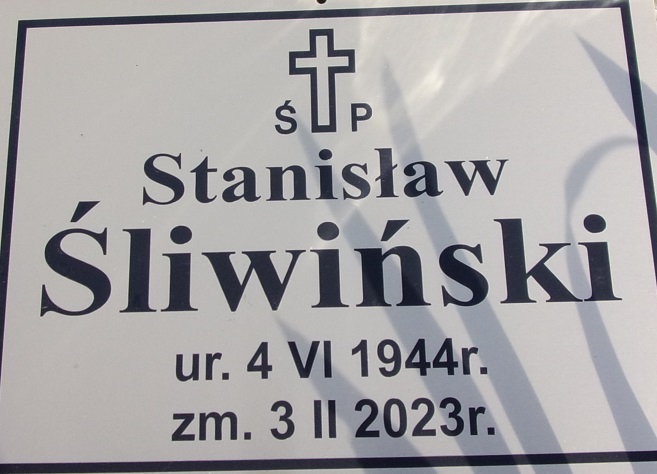 Ś P
Stanisław
Śliwiński
ur. 4 VI 1944r.
zm. 3 II 2023r.